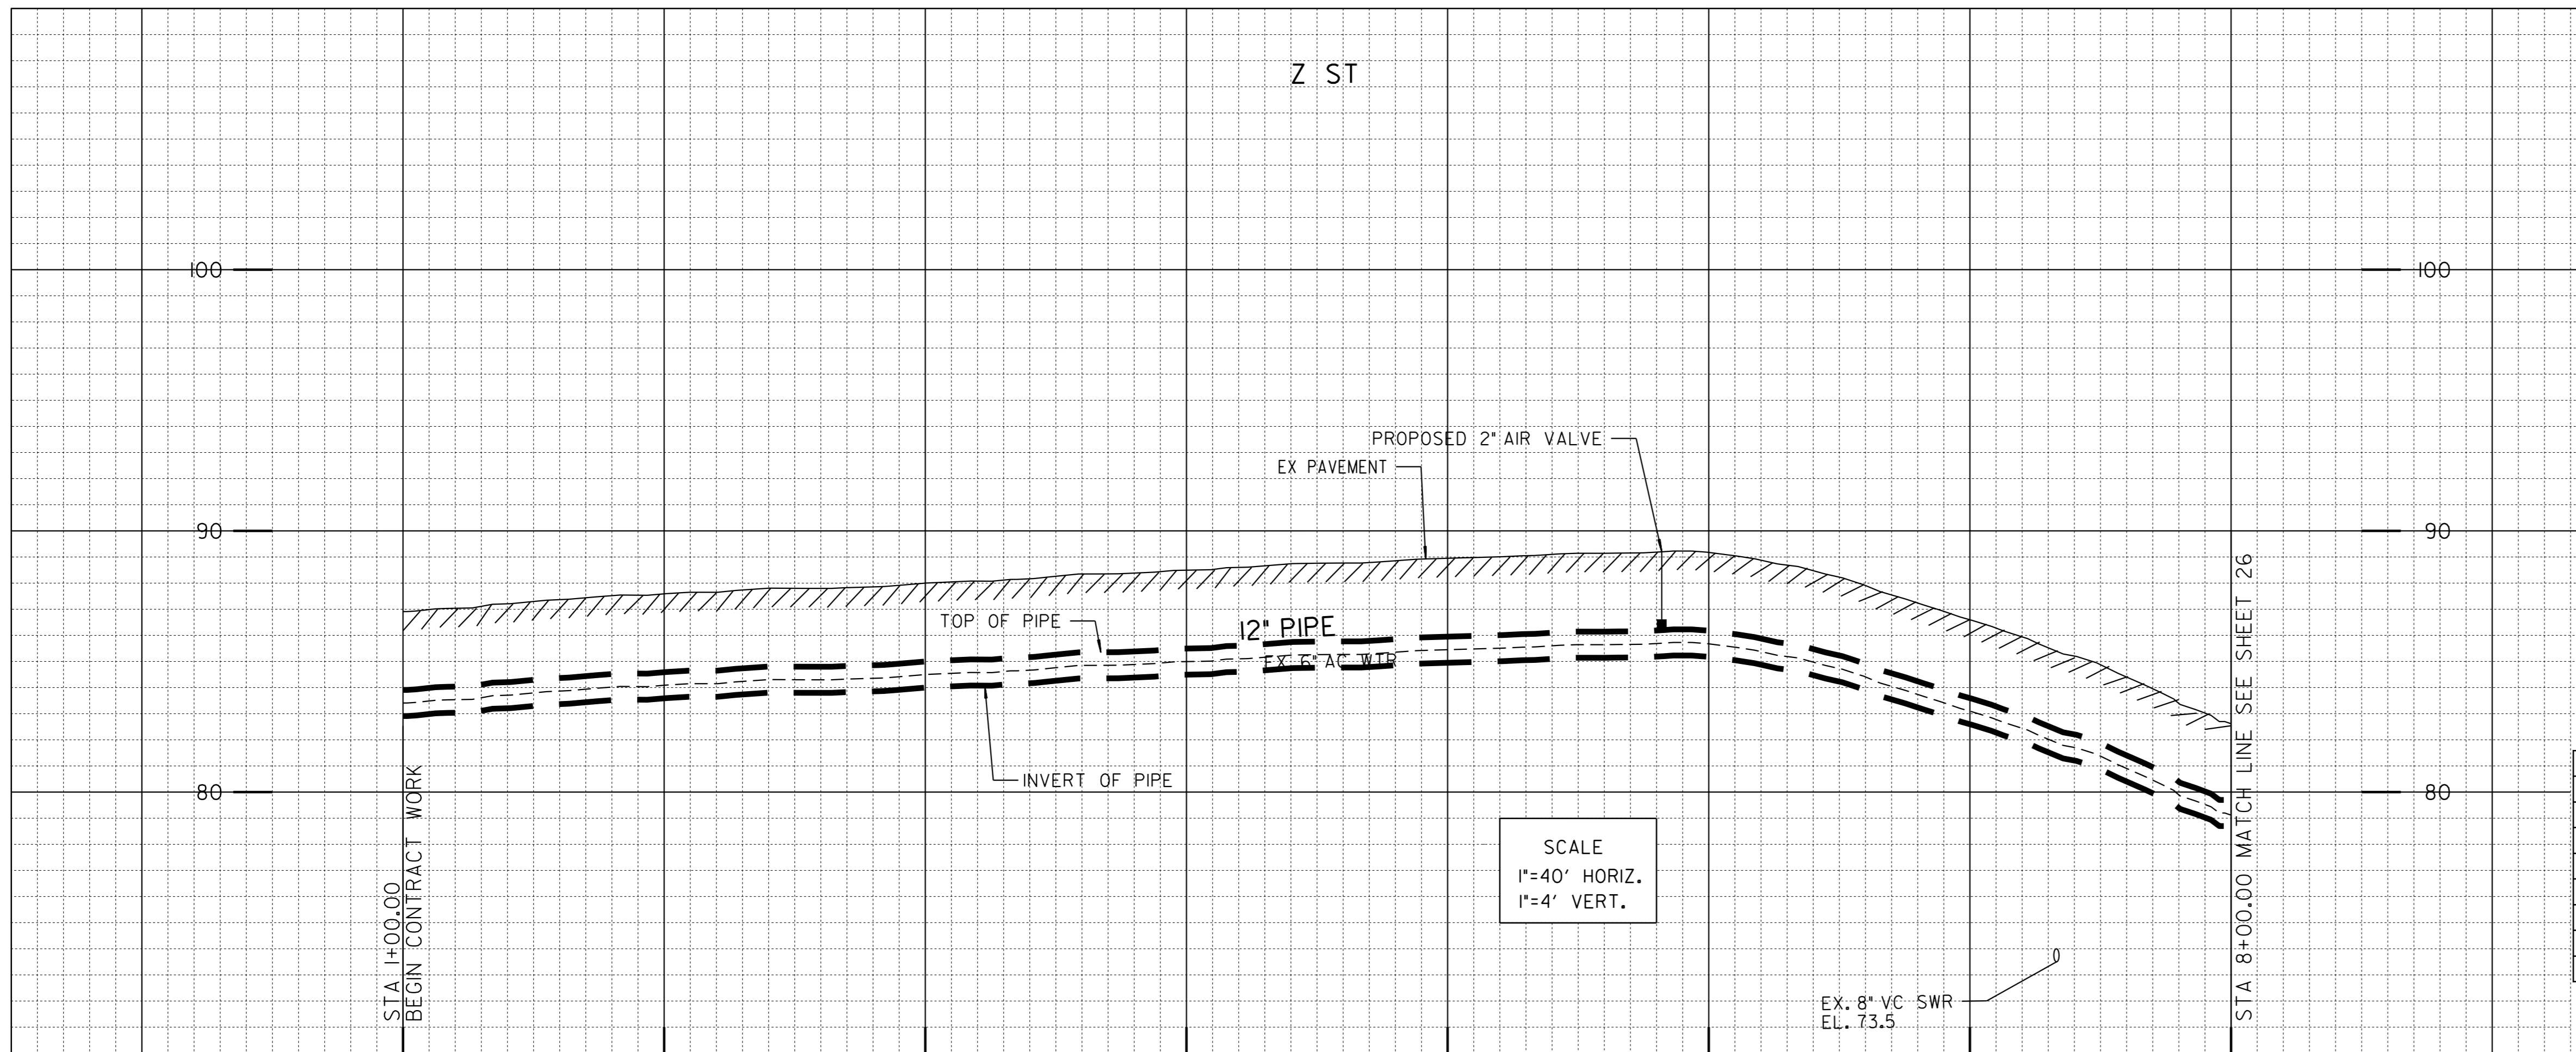 Z ST
100
100
PROPOSED 2" AIR VALVE
EX PAVEMENT
90
90
TOP OF PIPE
12" PIPE
EX 6" AC WTR
INVERT OF PIPE
80
80
SCALE
1"=40' HORIZ.
1"=4' VERT.
STA 1+00.00
BEGIN CONTRACT WORK
EX. 8" VC SWR
EL. 73.5
STA 8+00.00 MATCH LINE SEE SHEET 26